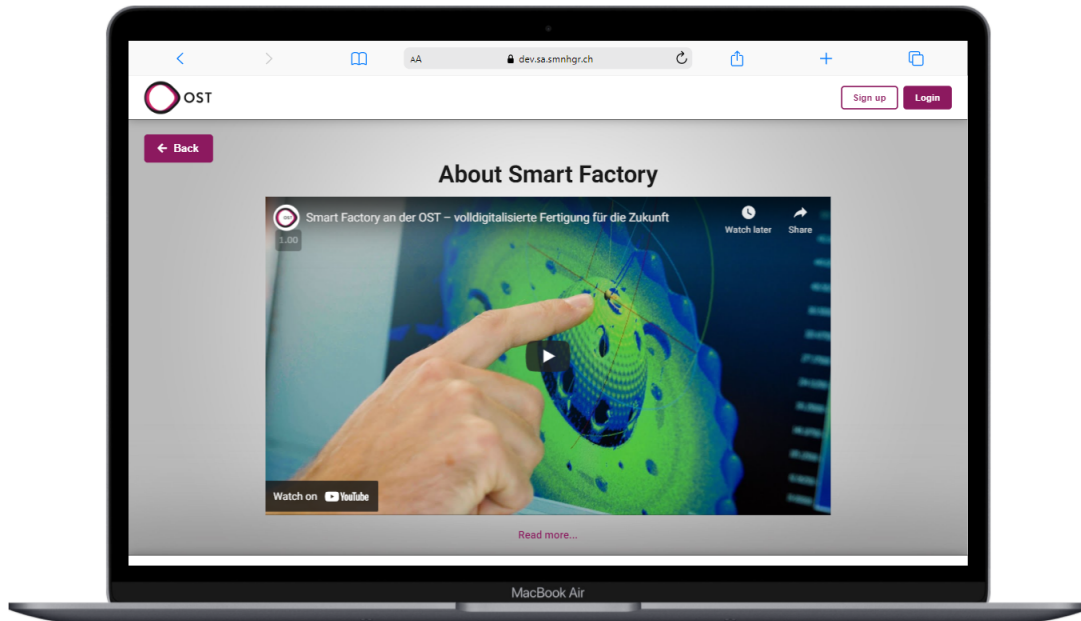 AA
dev.sa.smnhgr.ch
OST
Sign up
Login
← Back
About Smart Factory
Smart Factory an der OST – volldigitalisierte Fertigung für die Zukunft
Watch later
Share
1.00
Watch on YouTube
Read more...
MacBook Air